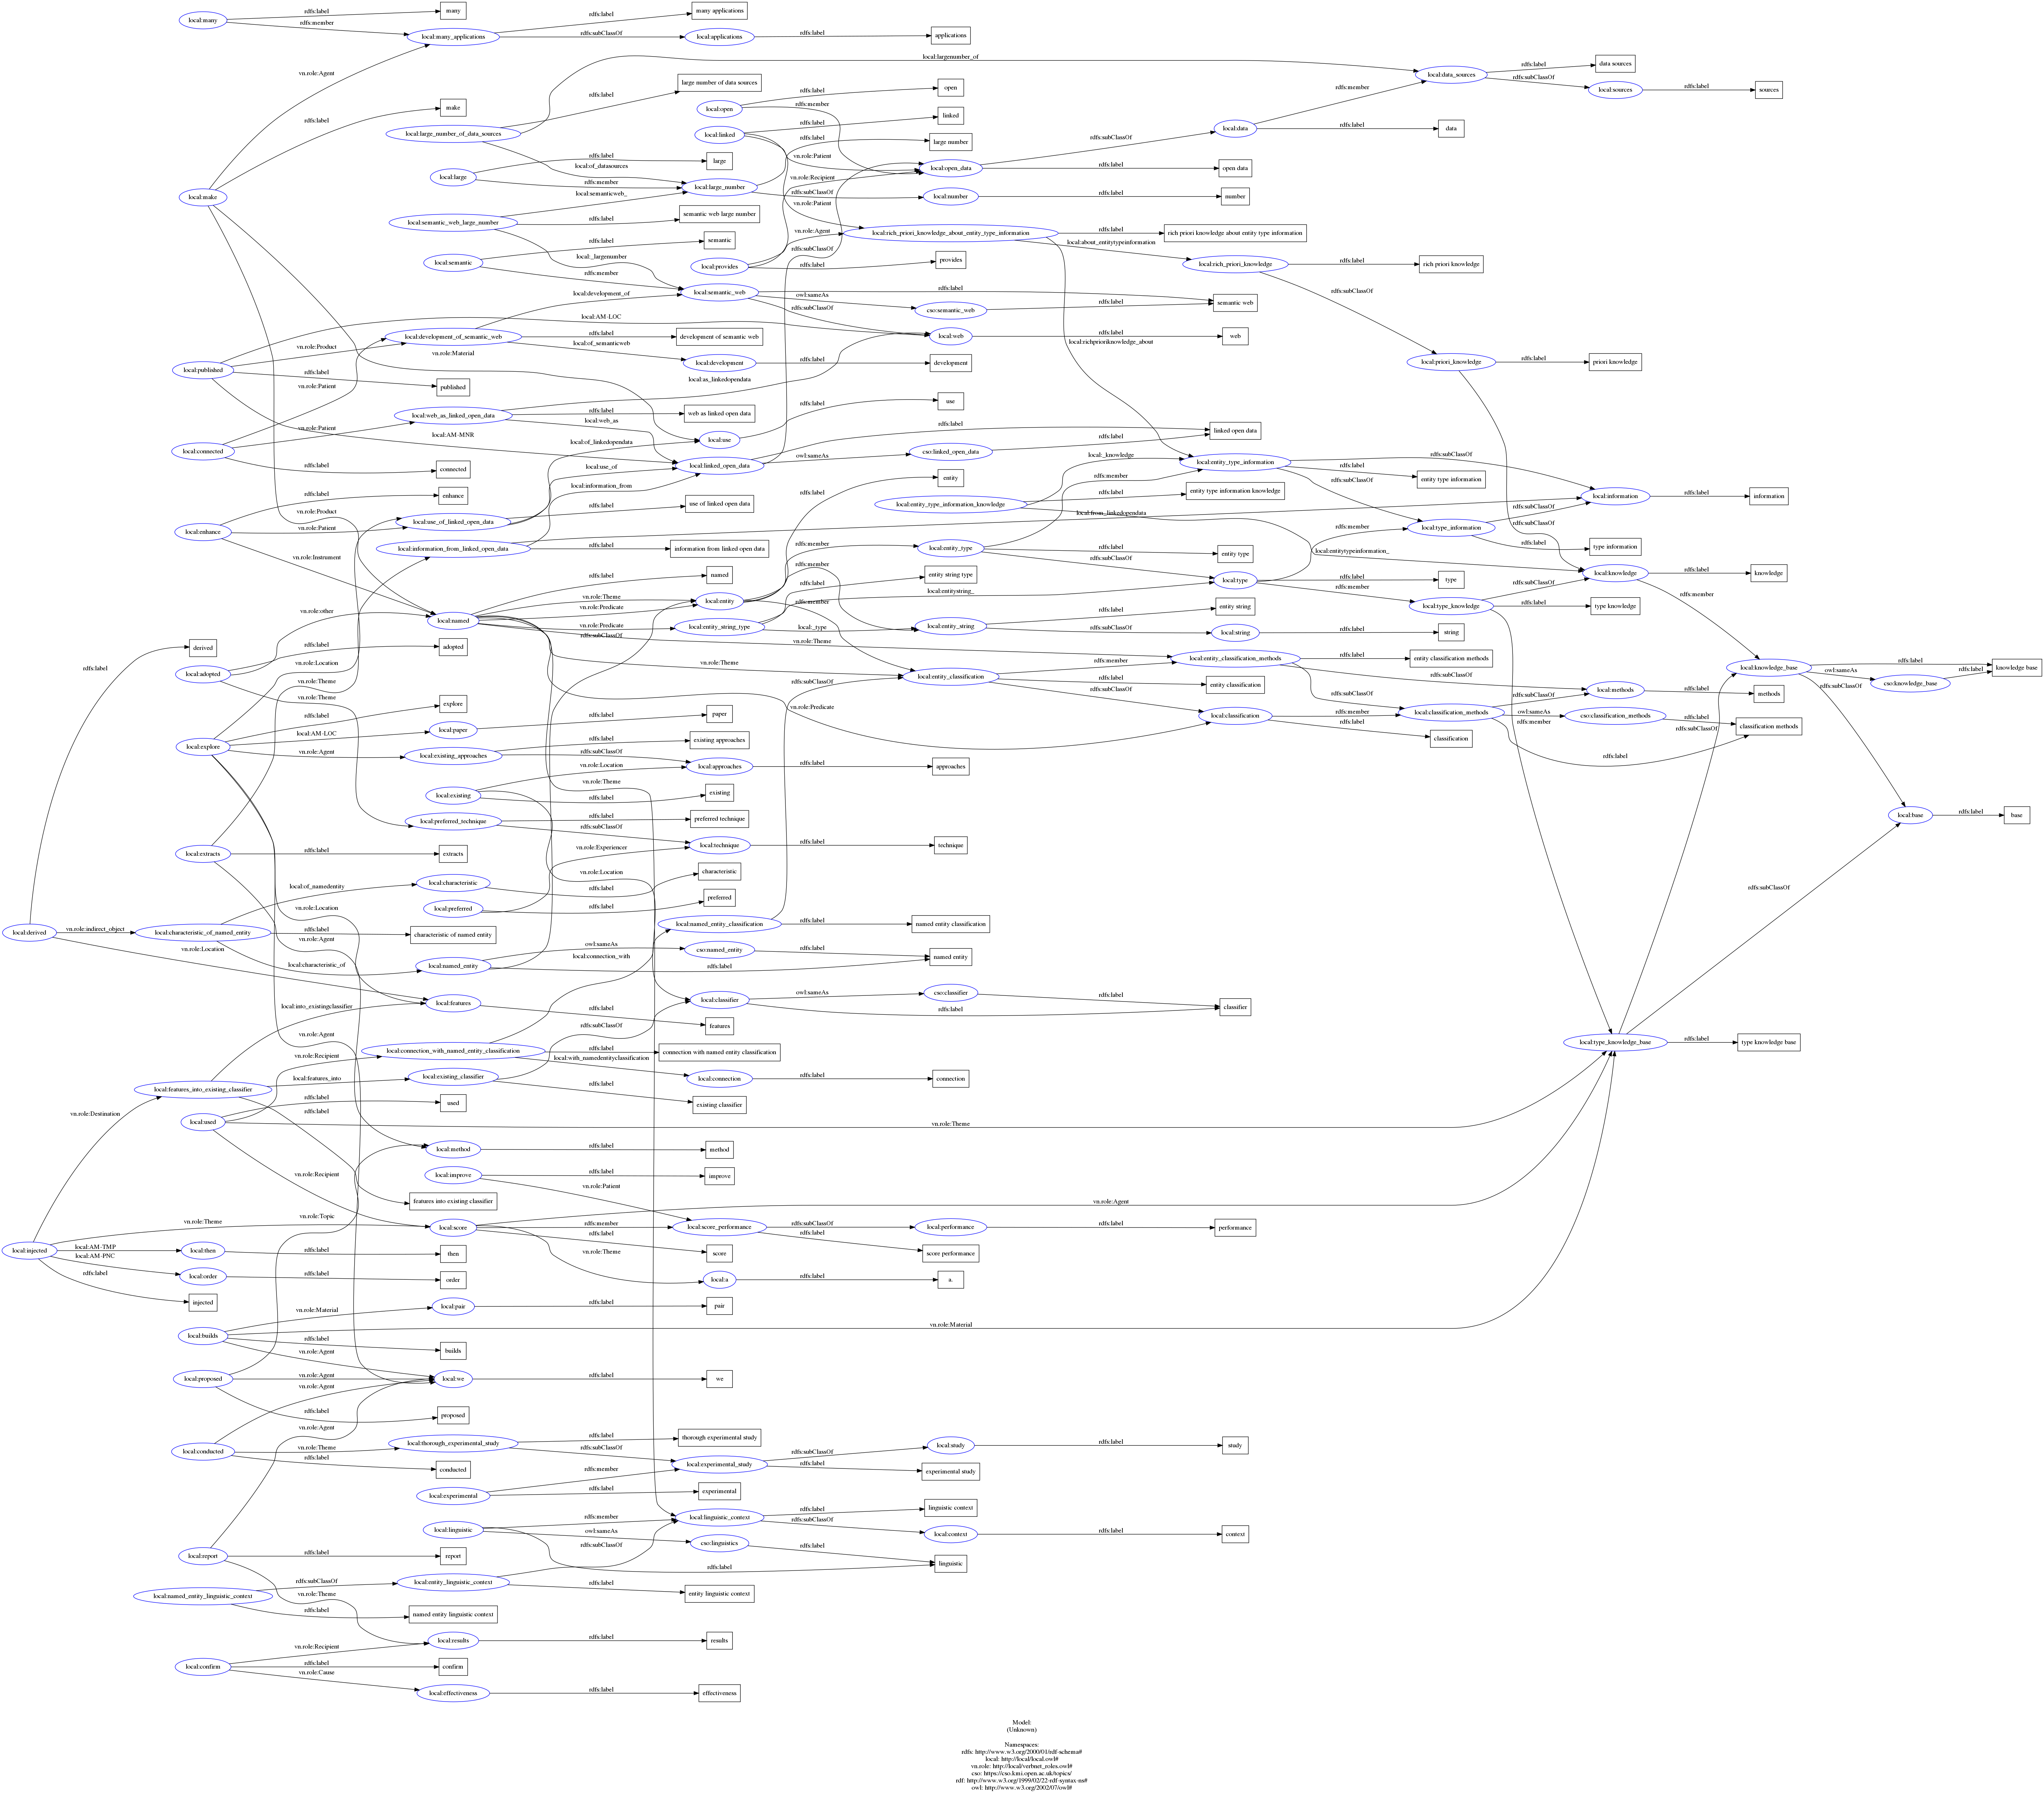 local:many
rdfs:label
many
rdfs:member
local:many_applications
rdfs:label
many applications
rdfs:subClassOf
local:applications
rdfs:label
applications
vn.role:Agent
local:make
rdfs:label
make
vn.role:Material
vn.role:Product
local:large_number_of_data_sources
rdfs:label
large number of data sources
local:largenumber_of
local:data_sources
rdfs:label
data sources
rdfs:subClassOf
local:sources
rdfs:label
sources
local:of_datasources
local:open
rdfs:label
open
rdfs:member
local:linked
rdfs:label
linked
vn.role:Patient
vn.role:Patient
local:large
rdfs:label
large
rdfs:member
local:large_number
rdfs:label
large number
rdfs:subClassOf
local:number
rdfs:label
number
local:open_data
rdfs:subClassOf
local:data
rdfs:member
rdfs:label
data
rdfs:label
open data
local:semantic_web_large_number
local:semanticweb_
rdfs:label
semantic web large number
local:_largenumber
local:semantic
rdfs:label
semantic
rdfs:member
local:provides
vn.role:Recipient
vn.role:Agent
rdfs:label
provides
rdfs:subClassOf
local:rich_priori_knowledge_about_entity_type_information
rdfs:label
rich priori knowledge about entity type information
local:about_entitytypeinformation
local:rich_priori_knowledge
rdfs:label
rich priori knowledge
rdfs:subClassOf
local:richprioriknowledge_about
local:semantic_web
rdfs:label
semantic web
owl:sameAs
cso:semantic_web
rdfs:label
rdfs:subClassOf
local:web
rdfs:label
web
local:published
local:AM-LOC
vn.role:Product
rdfs:label
published
local:AM-MNR
local:development_of_semantic_web
local:development_of
rdfs:label
development of semantic web
local:of_semanticweb
local:development
rdfs:label
development
local:priori_knowledge
rdfs:label
priori knowledge
rdfs:subClassOf
local:connected
vn.role:Patient
vn.role:Patient
rdfs:label
connected
local:web_as_linked_open_data
local:as_linkedopendata
rdfs:label
web as linked open data
local:web_as
local:use
rdfs:label
use
local:linked_open_data
rdfs:label
linked open data
owl:sameAs
cso:linked_open_data
rdfs:label
local:enhance
rdfs:label
enhance
vn.role:Patient
vn.role:Instrument
local:use_of_linked_open_data
local:of_linkedopendata
local:use_of
rdfs:label
use of linked open data
local:information_from_linked_open_data
local:information_from
rdfs:label
information from linked open data
local:from_linkedopendata
local:entity_type_information_knowledge
local:_knowledge
rdfs:label
entity type information knowledge
local:entitytypeinformation_
local:entity_type_information
rdfs:subClassOf
rdfs:label
entity type information
rdfs:subClassOf
local:information
rdfs:label
information
local:type_information
rdfs:subClassOf
rdfs:label
type information
local:entity
rdfs:label
entity
rdfs:member
rdfs:member
rdfs:member
local:entity_type
rdfs:member
rdfs:label
entity type
rdfs:subClassOf
local:type
rdfs:member
rdfs:label
type
rdfs:member
local:knowledge
rdfs:label
knowledge
rdfs:member
local:type_knowledge
rdfs:subClassOf
rdfs:label
type knowledge
local:named
rdfs:label
named
vn.role:Theme
vn.role:Predicate
vn.role:Predicate
vn.role:Theme
vn.role:Theme
vn.role:Predicate
vn.role:Theme
vn.role:Location
local:entity_string_type
rdfs:label
entity string type
local:entitystring_
local:_type
local:entity_string
rdfs:label
entity string
rdfs:subClassOf
local:string
rdfs:label
string
local:adopted
vn.role:other
rdfs:label
adopted
vn.role:Theme
local:entity_classification
rdfs:member
rdfs:label
entity classification
rdfs:subClassOf
local:entity_classification_methods
rdfs:label
entity classification methods
rdfs:subClassOf
rdfs:subClassOf
local:classification
rdfs:member
rdfs:label
classification
local:classification_methods
rdfs:subClassOf
owl:sameAs
cso:classification_methods
rdfs:label
classification methods
rdfs:label
rdfs:member
local:methods
rdfs:label
methods
local:knowledge_base
rdfs:label
knowledge base
owl:sameAs
cso:knowledge_base
rdfs:label
rdfs:subClassOf
local:base
rdfs:label
base
local:explore
vn.role:Location
rdfs:label
explore
local:AM-LOC
local:paper
rdfs:label
paper
vn.role:Agent
local:existing_approaches
rdfs:label
existing approaches
rdfs:subClassOf
local:approaches
rdfs:label
approaches
vn.role:Location
vn.role:Agent
local:existing
vn.role:Location
rdfs:label
existing
local:preferred_technique
rdfs:label
preferred technique
rdfs:subClassOf
local:technique
rdfs:label
technique
local:extracts
vn.role:Theme
rdfs:label
extracts
vn.role:Agent
local:derived
rdfs:label
derived
vn.role:indirect_object
vn.role:Location
local:characteristic_of_named_entity
local:of_namedentity
local:characteristic
rdfs:label
characteristic
rdfs:label
characteristic of named entity
local:characteristic_of
local:preferred
vn.role:Experiencer
rdfs:label
preferred
local:named_entity
rdfs:subClassOf
owl:sameAs
cso:named_entity
rdfs:label
named entity
rdfs:label
local:named_entity_classification
rdfs:subClassOf
rdfs:label
named entity classification
local:features
rdfs:label
features
local:classifier
owl:sameAs
cso:classifier
rdfs:label
classifier
rdfs:label
local:connection_with_named_entity_classification
local:connection_with
rdfs:label
connection with named entity classification
local:with_namedentityclassification
local:connection
rdfs:label
connection
local:features_into_existing_classifier
local:into_existingclassifier
local:features_into
rdfs:label
features into existing classifier
local:existing_classifier
rdfs:subClassOf
rdfs:label
existing classifier
local:type_knowledge_base
rdfs:subClassOf
rdfs:subClassOf
rdfs:label
type knowledge base
local:used
vn.role:Recipient
rdfs:label
used
vn.role:Theme
vn.role:Recipient
local:method
rdfs:label
method
local:improve
rdfs:label
improve
vn.role:Patient
local:injected
vn.role:Destination
vn.role:Theme
local:AM-TMP
local:then
rdfs:label
then
local:AM-PNC
local:order
rdfs:label
order
rdfs:label
injected
local:score
vn.role:Agent
rdfs:member
local:score_performance
rdfs:subClassOf
local:performance
rdfs:label
performance
rdfs:label
score performance
rdfs:label
score
vn.role:Theme
local:a
rdfs:label
a.
local:builds
vn.role:Material
local:pair
rdfs:label
pair
vn.role:Material
rdfs:label
builds
vn.role:Agent
local:proposed
vn.role:Topic
vn.role:Agent
rdfs:label
proposed
local:we
rdfs:label
we
local:conducted
vn.role:Agent
vn.role:Theme
rdfs:label
conducted
local:thorough_experimental_study
rdfs:label
thorough experimental study
rdfs:subClassOf
local:experimental_study
rdfs:subClassOf
local:study
rdfs:label
study
rdfs:label
experimental study
local:experimental
rdfs:member
rdfs:label
experimental
local:linguistic
rdfs:member
local:linguistic_context
rdfs:label
linguistic context
rdfs:subClassOf
local:context
rdfs:label
context
owl:sameAs
cso:linguistics
rdfs:label
linguistic
rdfs:label
local:report
vn.role:Agent
rdfs:label
report
vn.role:Theme
local:named_entity_linguistic_context
rdfs:subClassOf
local:entity_linguistic_context
rdfs:subClassOf
rdfs:label
entity linguistic context
rdfs:label
named entity linguistic context
local:results
rdfs:label
results
local:confirm
vn.role:Recipient
rdfs:label
confirm
vn.role:Cause
local:effectiveness
rdfs:label
effectiveness
Model:
(Unknown)
Namespaces:
rdfs: http://www.w3.org/2000/01/rdf-schema#
local: http://local/local.owl#
vn.role: http://local/verbnet_roles.owl#
cso: https://cso.kmi.open.ac.uk/topics/
rdf: http://www.w3.org/1999/02/22-rdf-syntax-ns#
owl: http://www.w3.org/2002/07/owl#